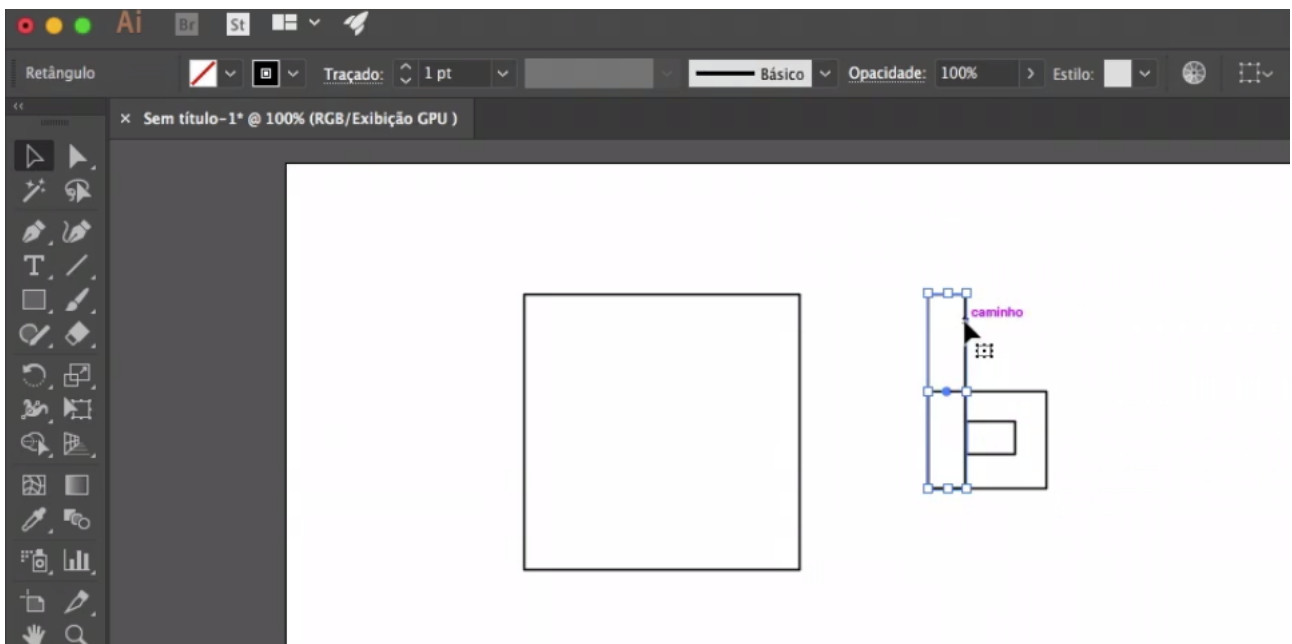 Ai Br St
Retângulo Traçado: 1 pt Básico Opacidade: 100% Estilo:
× Sem título-1* @ 100% (RGB/Exibição GPU )
caminho